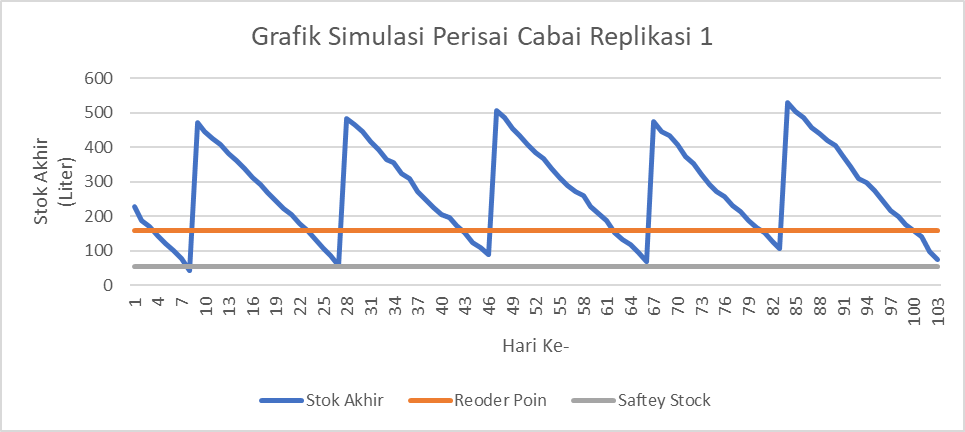 Grafik Simulasi Perisai Cabai Replikasi 1
600
500
400
300
200
100
0
Stok Akhir
(Liter)
1 4 7 10 13 16 19 22 25 28 31 34 37 40 43 46 49 52 55 58 61 64 67 70 73 76 79 82 85 88 91 94 97 100 103
Hari Ke-
Stok Akhir Reoder Poin Saftey Stock